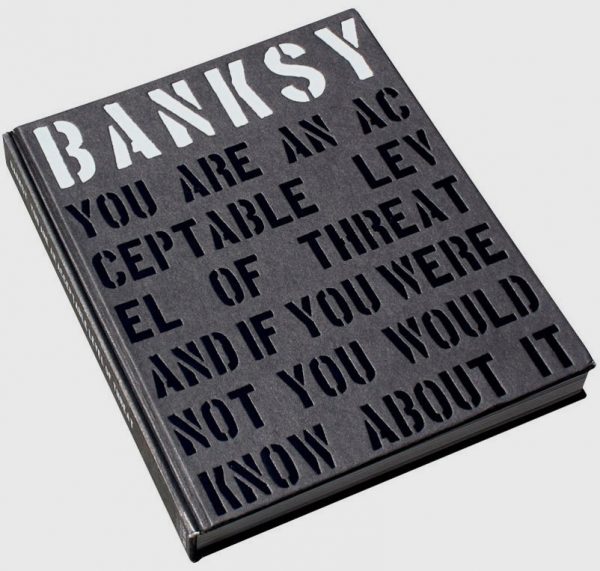 BANKSY
YOU ARE AN AC
CEPTABLE LEV
EL OF THREAT
AND IF YOU WERE
NOT YOU WOULD
KNOW ABOUT IT